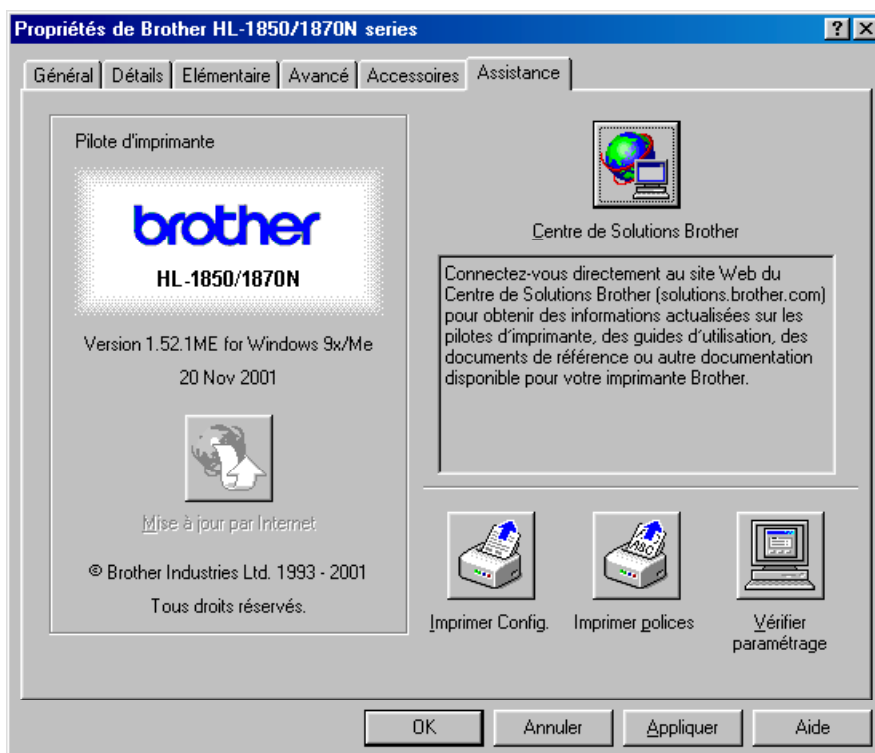 Propriétés de Brother HL-1850/1870N series
Général
Détails
Elémentaire
Avancé
Accessoires
Assistance
Pilote d'imprimante
brother
HL-1850/1870N
Version 1.52.1ME for Windows 9x/Me
20 Nov 2001
Mise à jour par Internet
© Brother Industries Ltd. 1993 - 2001
Tous droits réservés.
Centre de Solutions Brother
Connectez-vous directement au site Web du
Centre de Solutions Brother (solutions.brother.com)
pour obtenir des informations actualisées sur les
pilotes d'imprimante, des guides d'utilisation, des
documents de référence ou autre documentation
disponible pour votre imprimante Brother.
ABC
Imprimer Config.
Imprimer polices
Vérifier
paramétrage
OK
Annuler
Appliquer
Aide